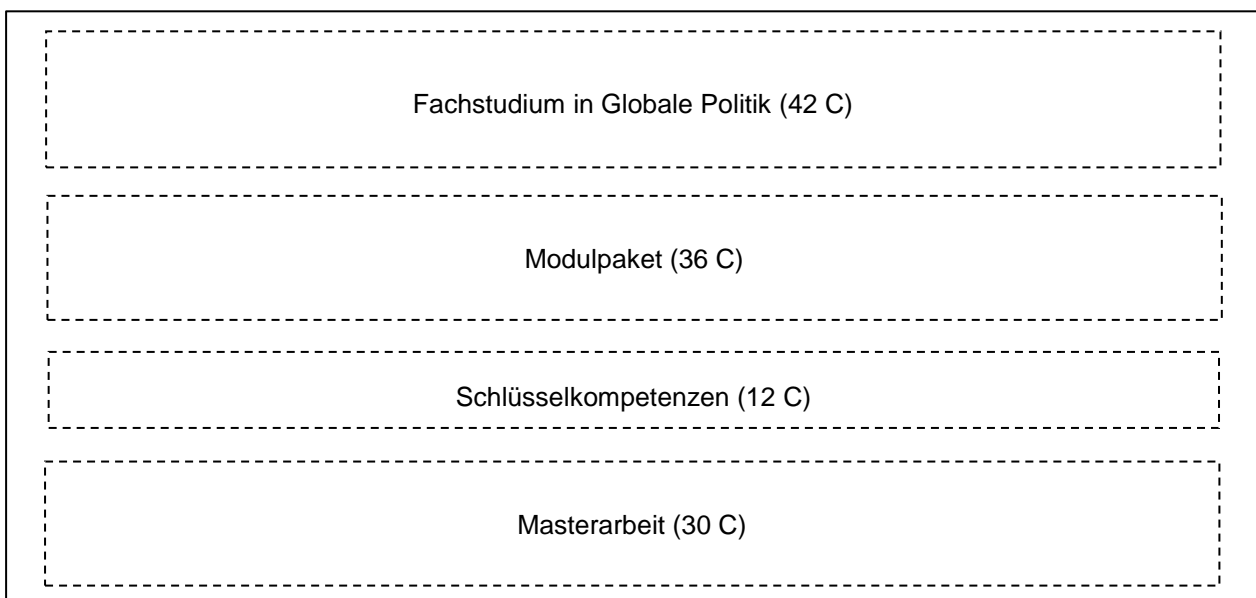 Fachstudium in Globale Politik (42 C)
Modulpaket (36 C)
Schlüsselkompetenzen (12 C)
Masterarbeit (30 C)